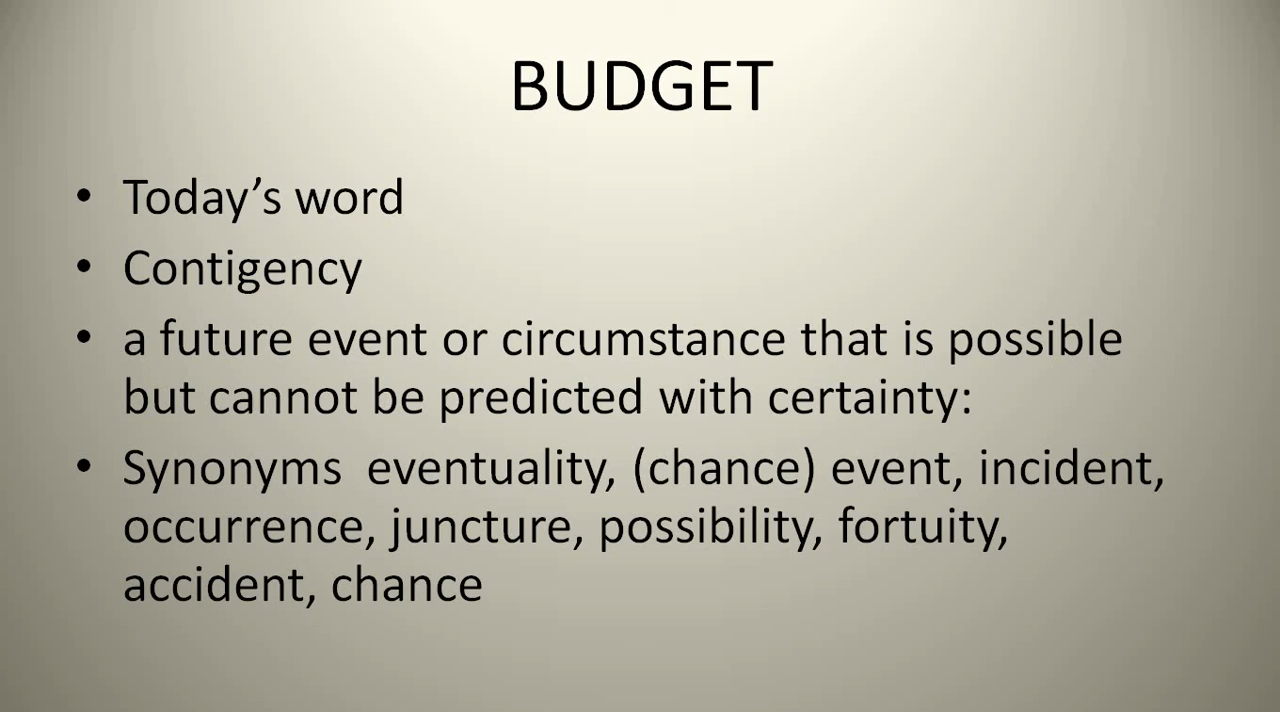 BUDGET
• Today’s word
• Contigency
• a future event or circumstance that is possible
but cannot be predicted with certainty:
• Synonyms  eventuality, (chance) event, incident,
occurrence, juncture, possibility, fortuity,
accident, chance